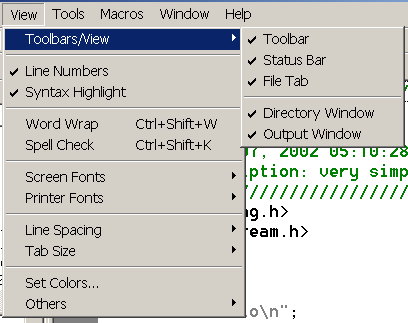 View Tools Macros Window Help
Toolbars/View
Toolbar
Status Bar
File Tab
Directory Window
Output Window
Line Numbers
Syntax Highlight
Word Wrap Ctrl+Shift+W
Spell Check Ctrl+Shift+K
Screen Fonts
Printer Fonts
Line Spacing
Tab Size
Set Colors...
Others
, 2002 05:10:28
ription: very simp
//////////////////
ng.h>
ream.h>
o\n";